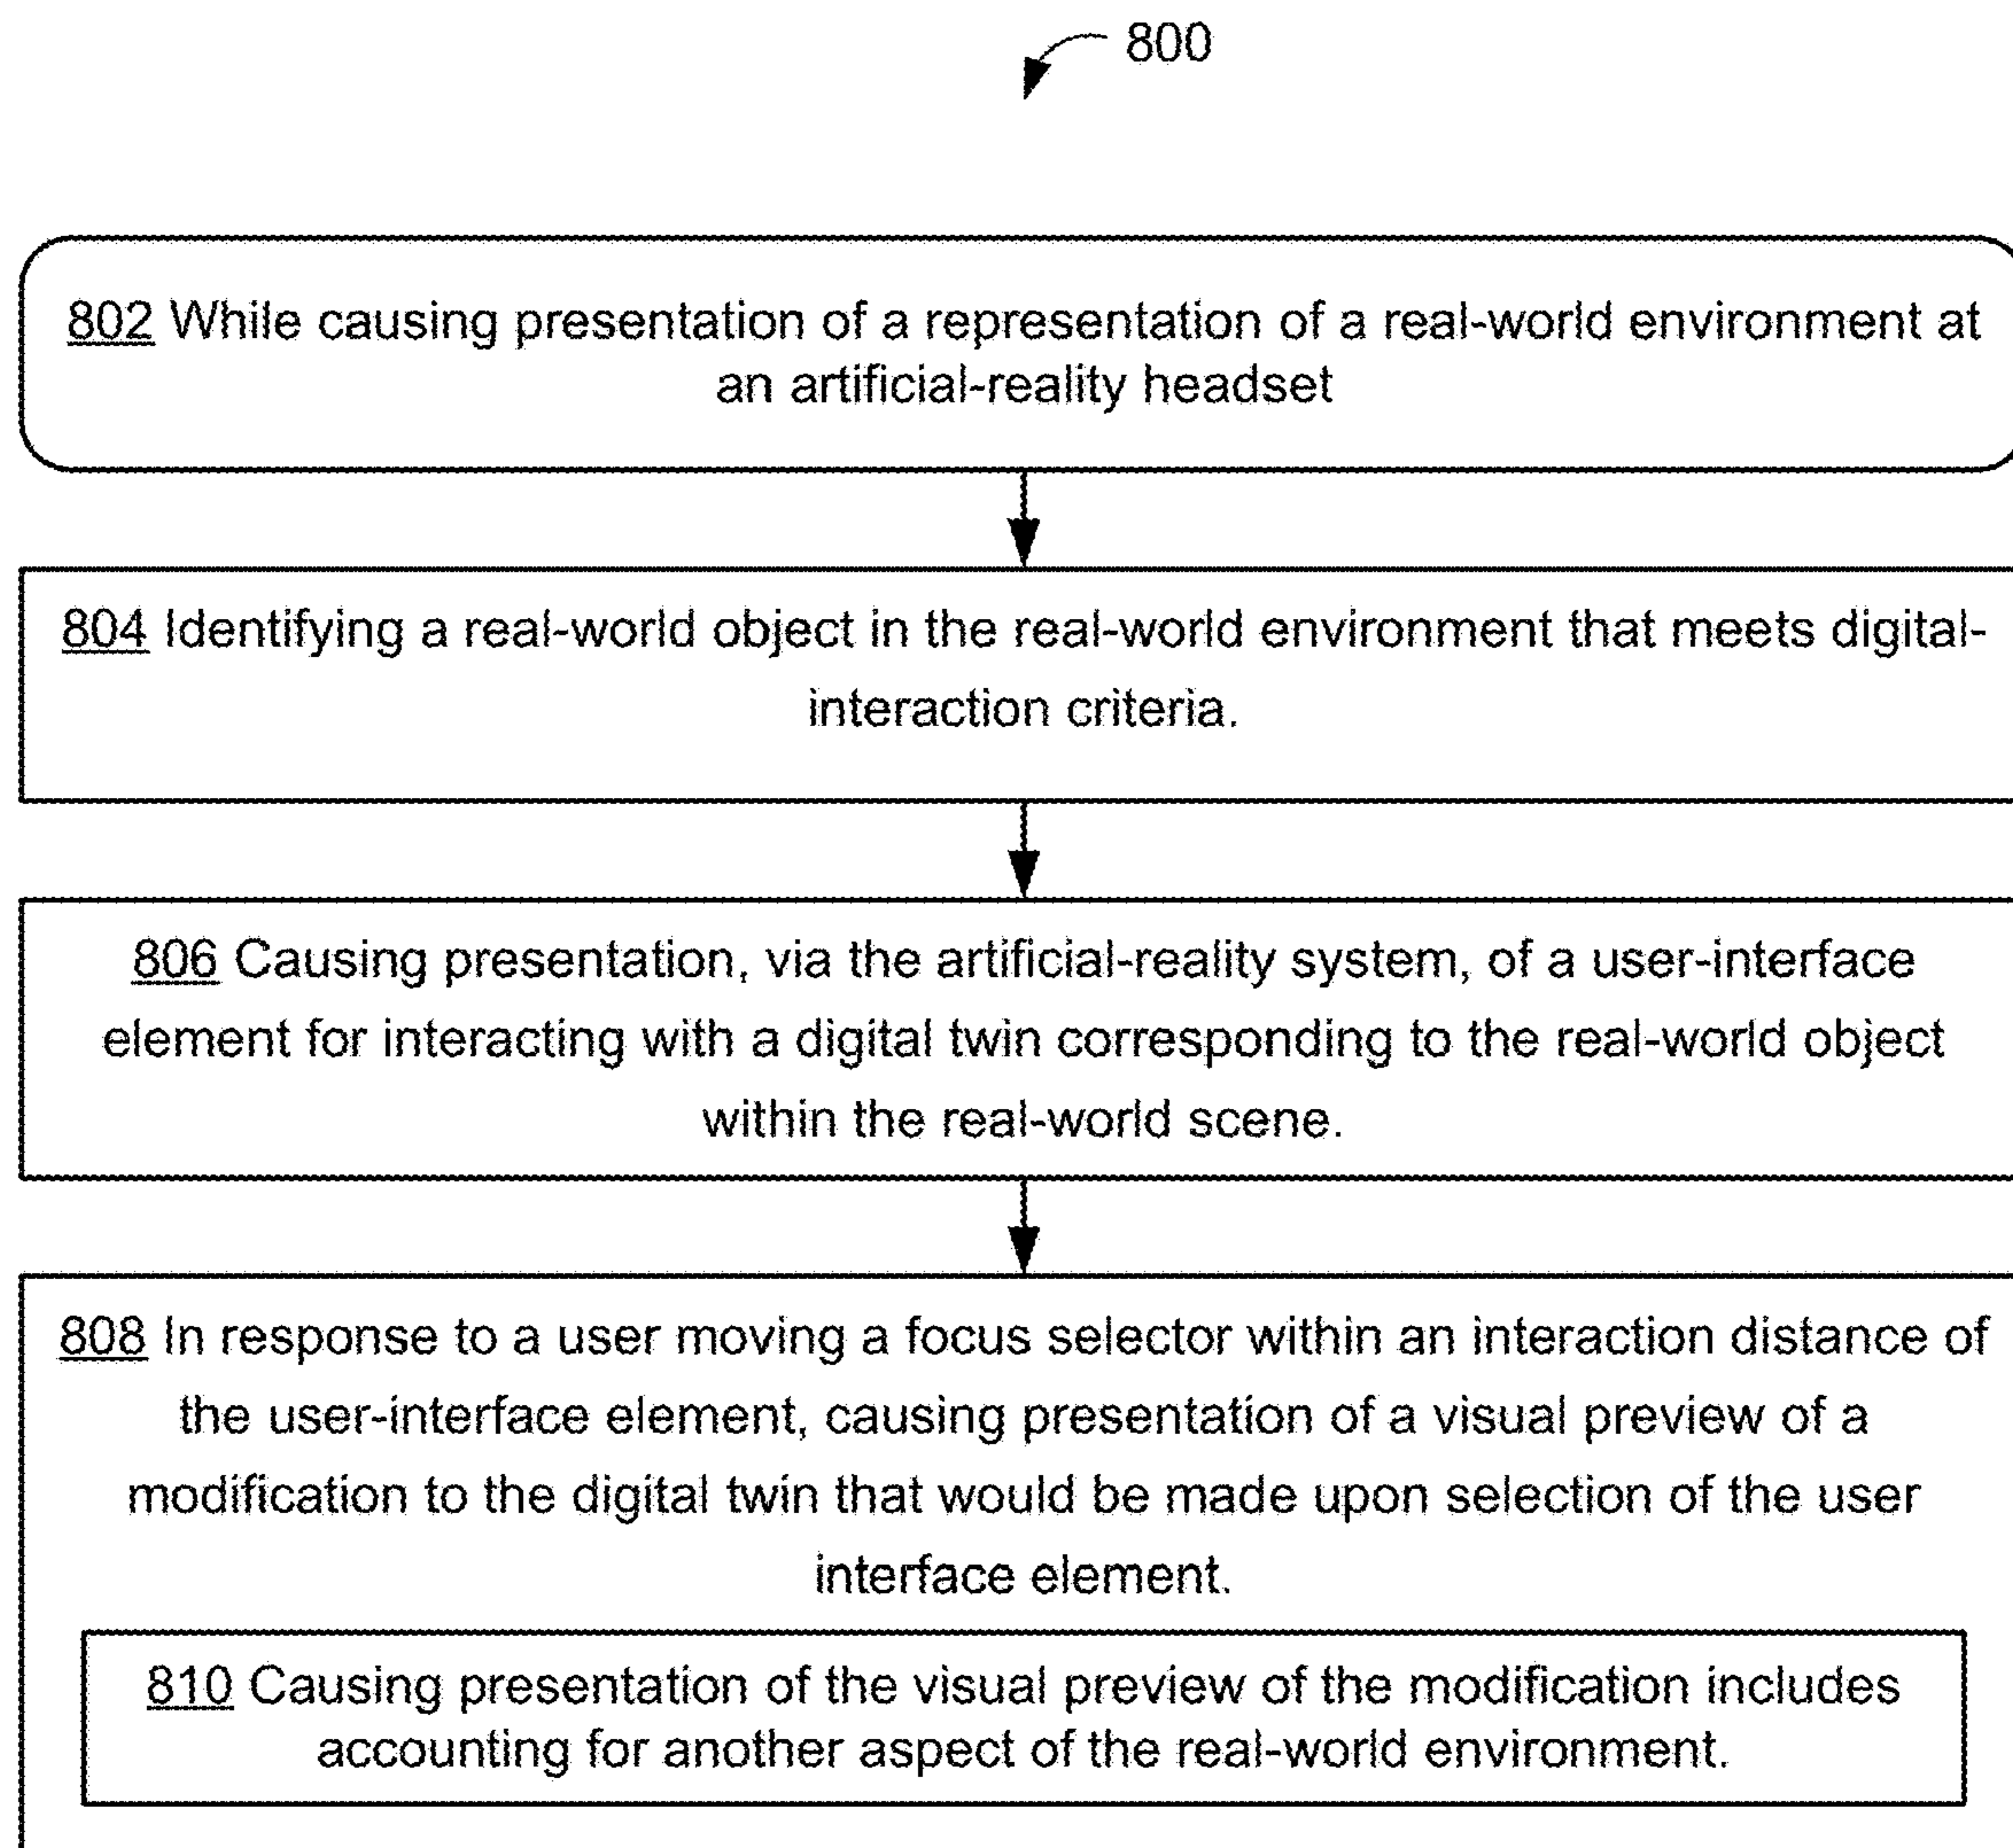 800
802 While causing presentation of a representation of a real-world environment at
an artificial-reality headset
804 Identifying a real-world object in the real-world environment that meets digital-
interaction criteria.
806 Causing presentation, via the artificial-reality system, of a user-interface
element for interacting with a digital twin corresponding to the real-world object
within the real-world scene.
808 In response to a user moving a focus selector within an interaction distance of
the user-interface element, causing presentation of a visual preview of a
modification to the digital twin that would be made upon selection of the user
interface element.
810 Causing presentation of the visual preview of the modification includes
accounting for another aspect of the real-world environment.